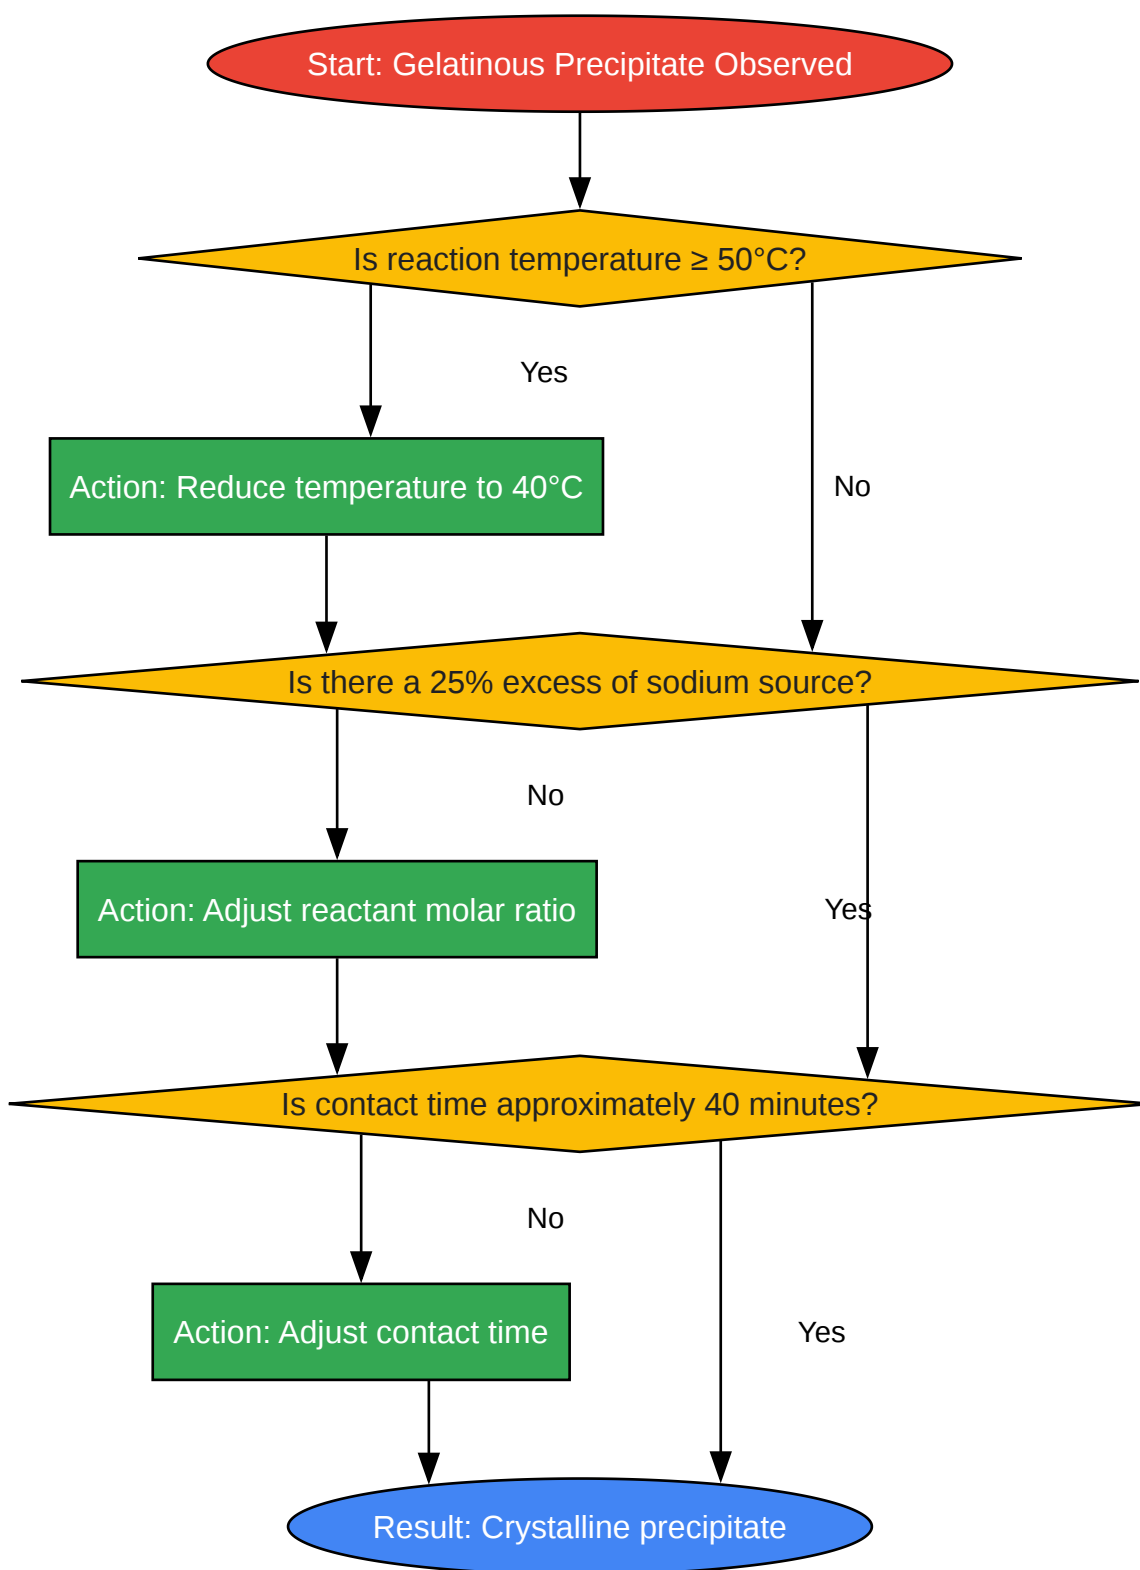 Start: Gelatinous Precipitate Observed
Is reaction temperature ≥ 50°C?
Yes
Action: Reduce temperature to 40°C
No
Is there a 25% excess of sodium source?
No
Action: Adjust reactant molar ratio
Yes
Is contact time approximately 40 minutes?
No
Action: Adjust contact time
Yes
Result: Crystalline precipitate